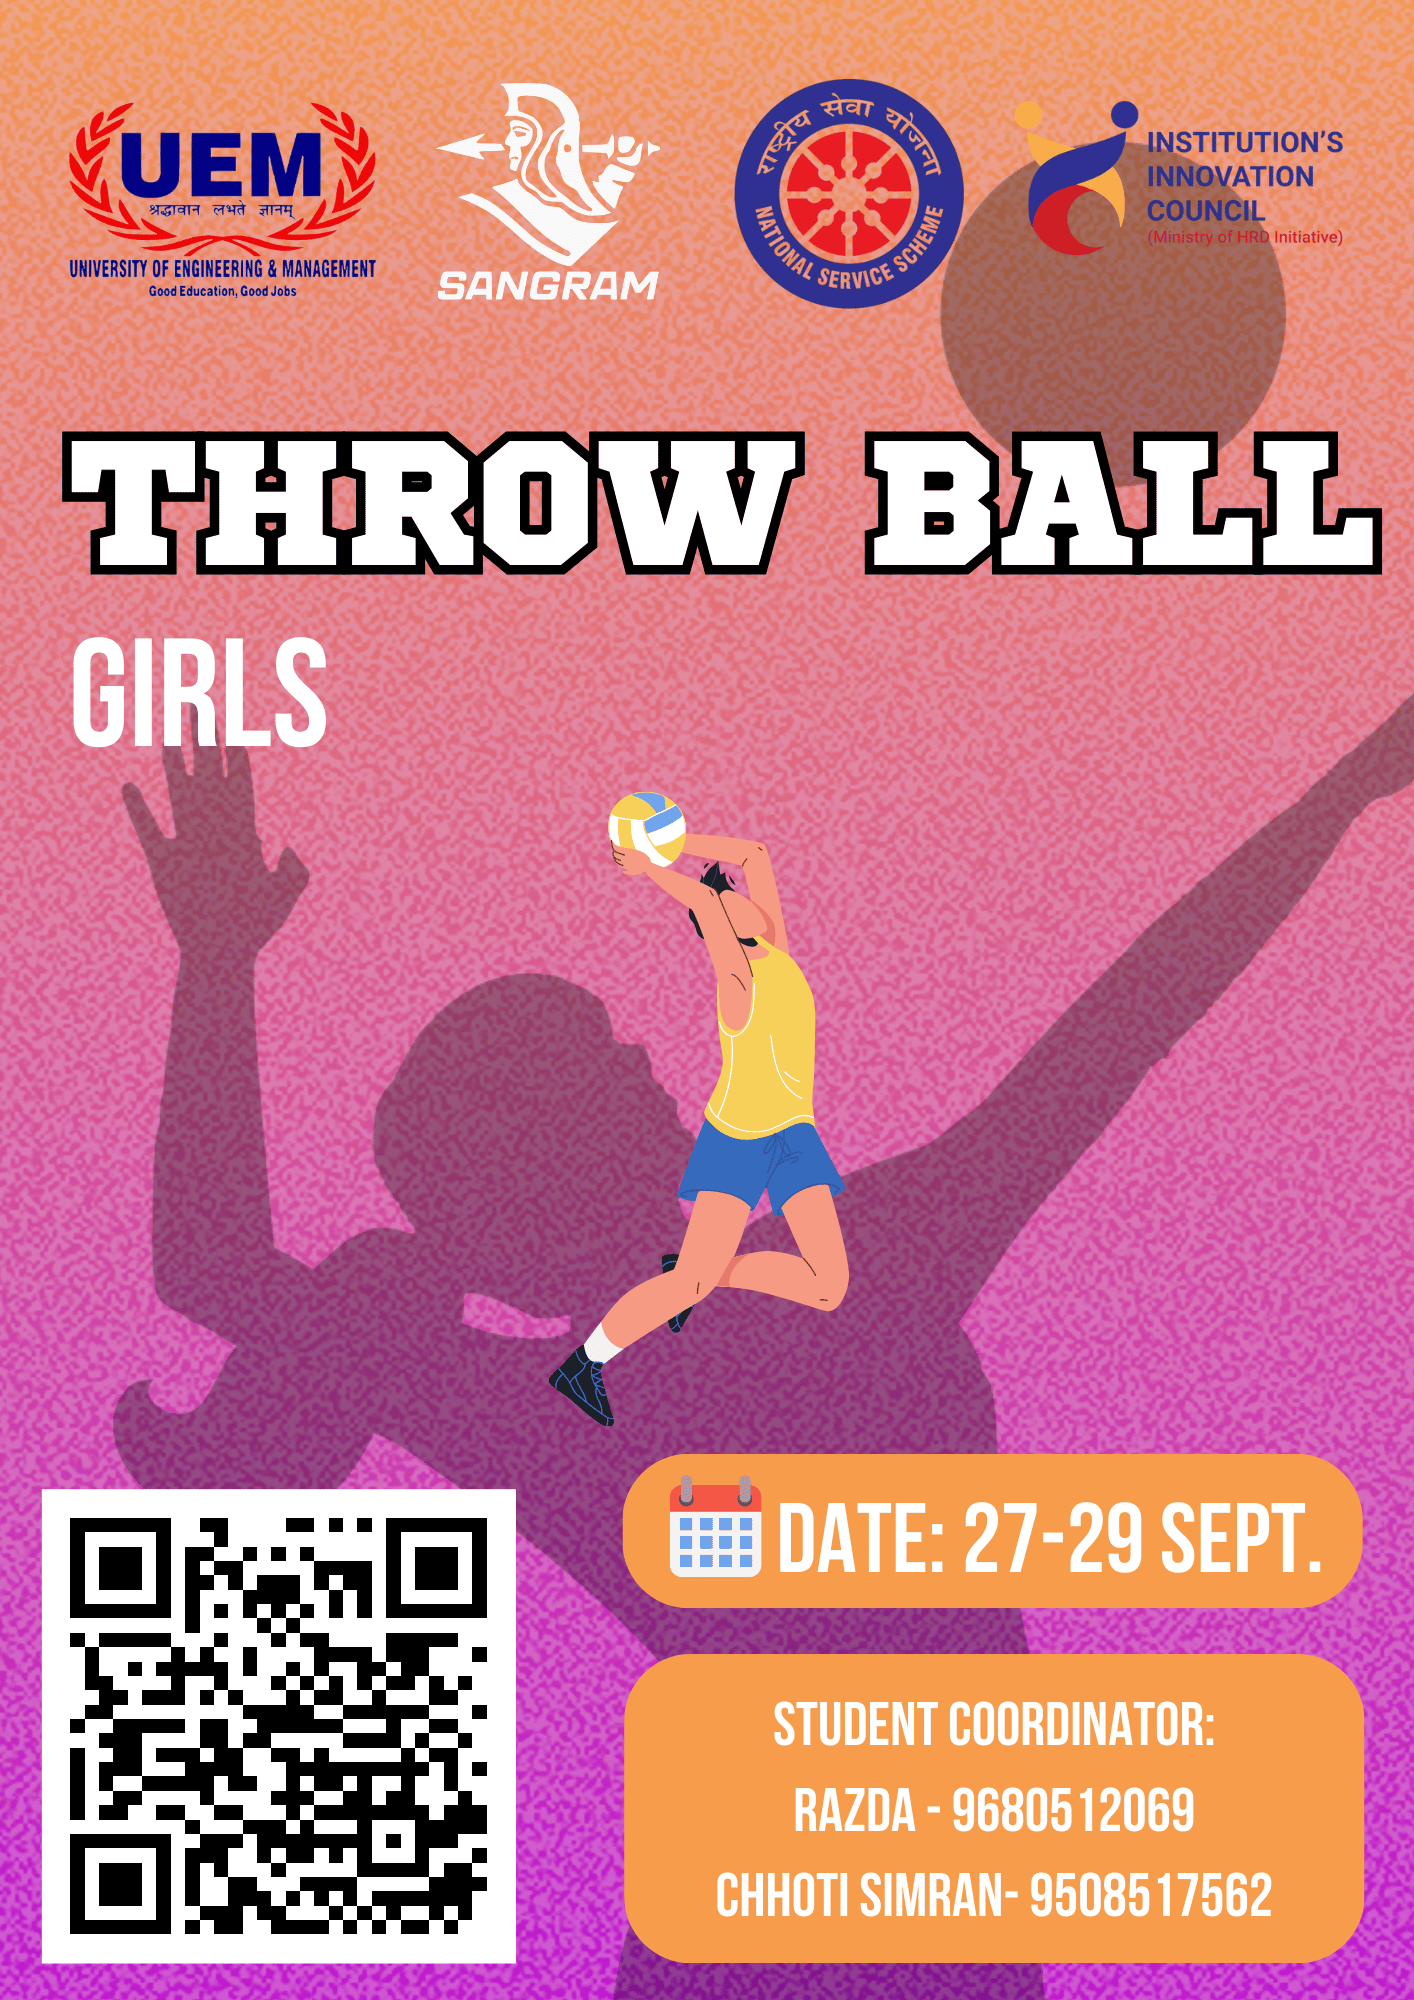 UEM
श्रद्धावान लभते ज्ञानम्
UNIVERSITY OF ENGINEERING & MANAGEMENT
Good Education, Good Jobs
SANGRAM
राष्ट्रीय सेवा योजना
NATIONAL SERVICE SCHEME
INSTITUTION'S
INNOVATION
COUNCIL
(Ministry of HRD Initiative)
THROW BALL
GIRLS
DATE: 27-29 SEPT.
STUDENT COORDINATOR:
RAZDA - 9680512069
CHHOTI SIMRAN- 9508517562